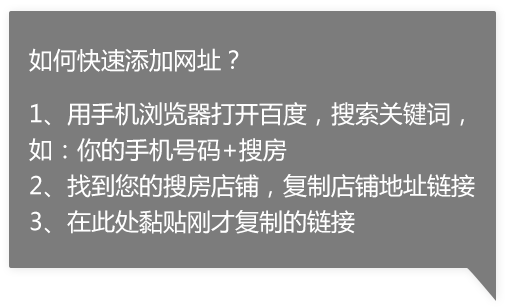 如何快速添加网址？
1、用手机浏览器打开百度，搜索关键词，
如：你的手机号码+搜房
2、找到您的搜房店铺，复制店铺地址链接
3、在此处黏贴刚才复制的链接